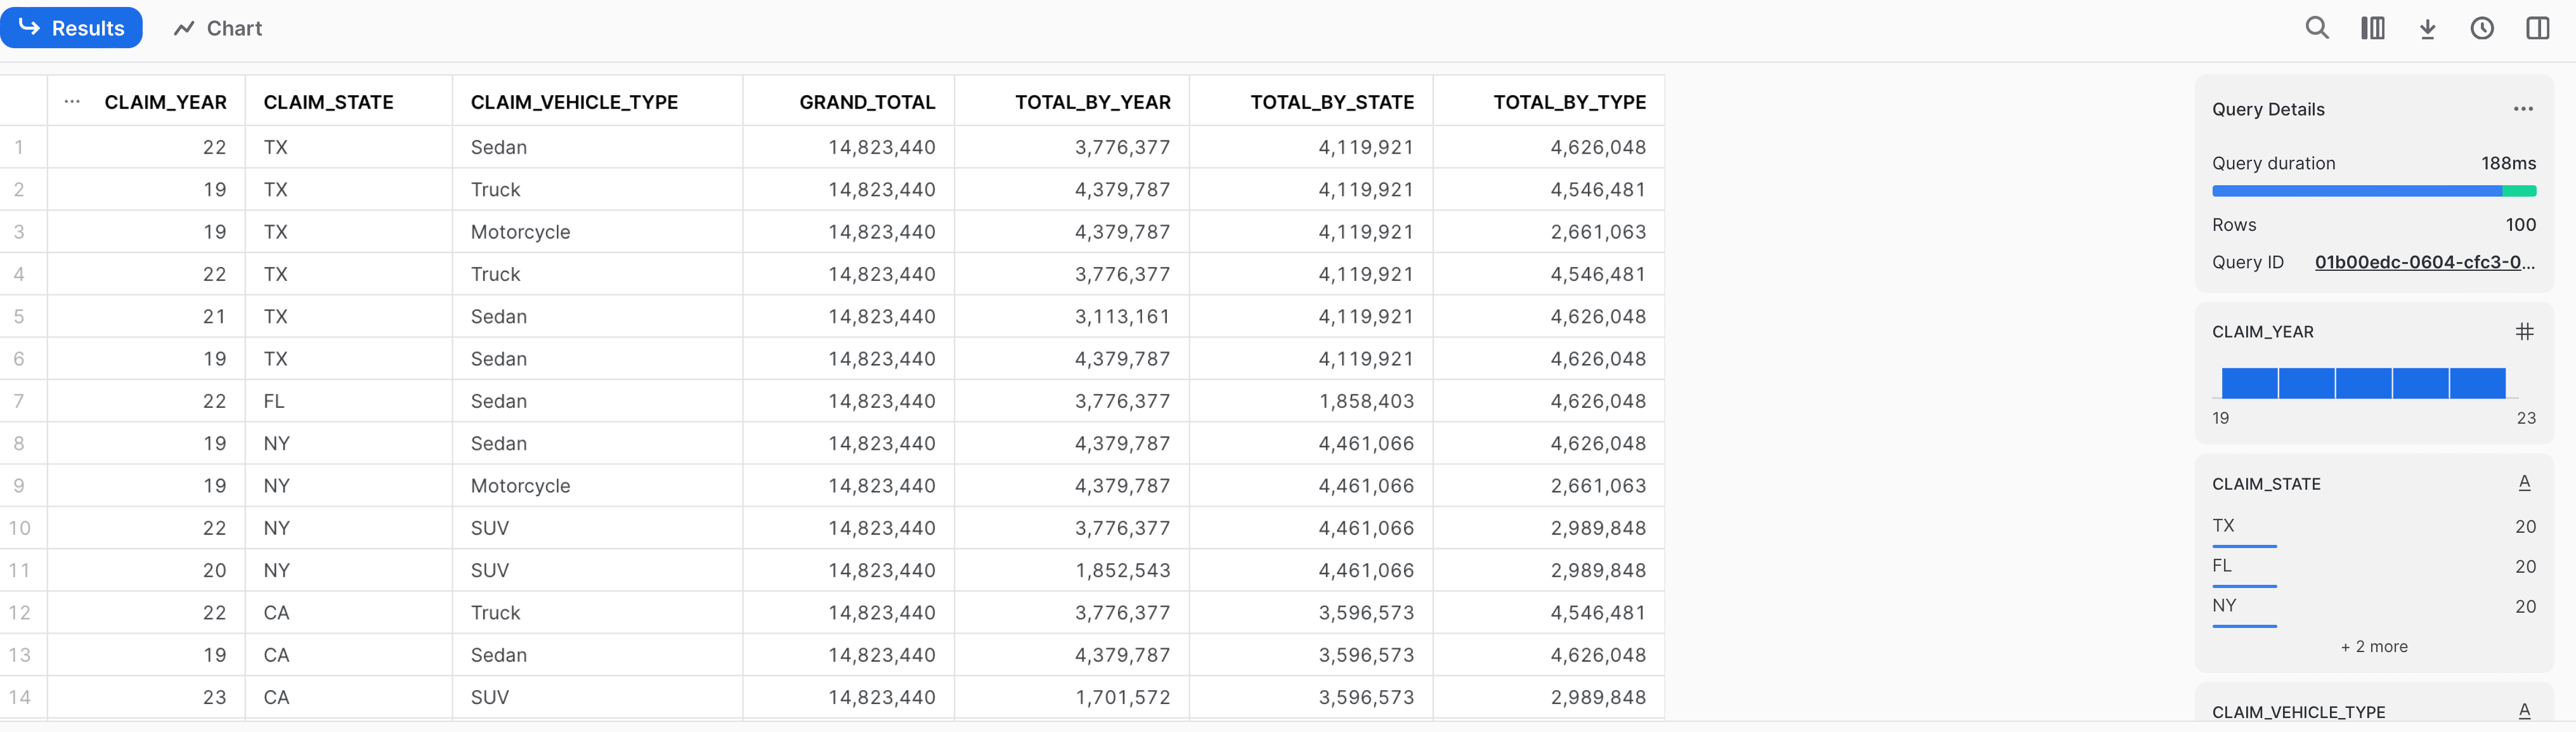 Results Chart
... CLAIM_YEAR CLAIM_STATE CLAIM_VEHICLE_TYPE GRAND_TOTAL TOTAL_BY_YEAR TOTAL_BY_STATE TOTAL_BY_TYPE
1 22 TX Sedan 14,823,440 3,776,377 4,119,921 4,626,048
2 19 TX Truck 14,823,440 4,379,787 4,119,921 4,546,481
3 19 TX Motorcycle 14,823,440 4,379,787 4,119,921 2,661,063
4 22 TX Truck 14,823,440 3,776,377 4,119,921 4,546,481
5 21 TX Sedan 14,823,440 3,113,161 4,119,921 4,626,048
6 19 TX Sedan 14,823,440 4,379,787 4,119,921 4,626,048
7 22 FL Sedan 14,823,440 3,776,377 1,858,403 4,626,048
8 19 NY Sedan 14,823,440 4,379,787 4,461,066 4,626,048
9 19 NY Motorcycle 14,823,440 4,379,787 4,461,066 2,661,063
10 22 NY SUV 14,823,440 3,776,377 4,461,066 2,989,848
11 20 NY SUV 14,823,440 1,852,543 4,461,066 2,989,848
12 22 CA Truck 14,823,440 3,776,377 3,596,573 4,546,481
13 19 CA Sedan 14,823,440 4,379,787 3,596,573 4,626,048
14 23 CA SUV 14,823,440 1,701,572 3,596,573 2,989,848
Query Details ...
Query duration 188ms
Rows 100
Query ID 01b00edc-0604-cfc3-0...
CLAIM_YEAR #
19 23
CLAIM_STATE A
TX 20
FL 20
NY 20
+ 2 more
CLAIM_VEHICLE_TYPE A